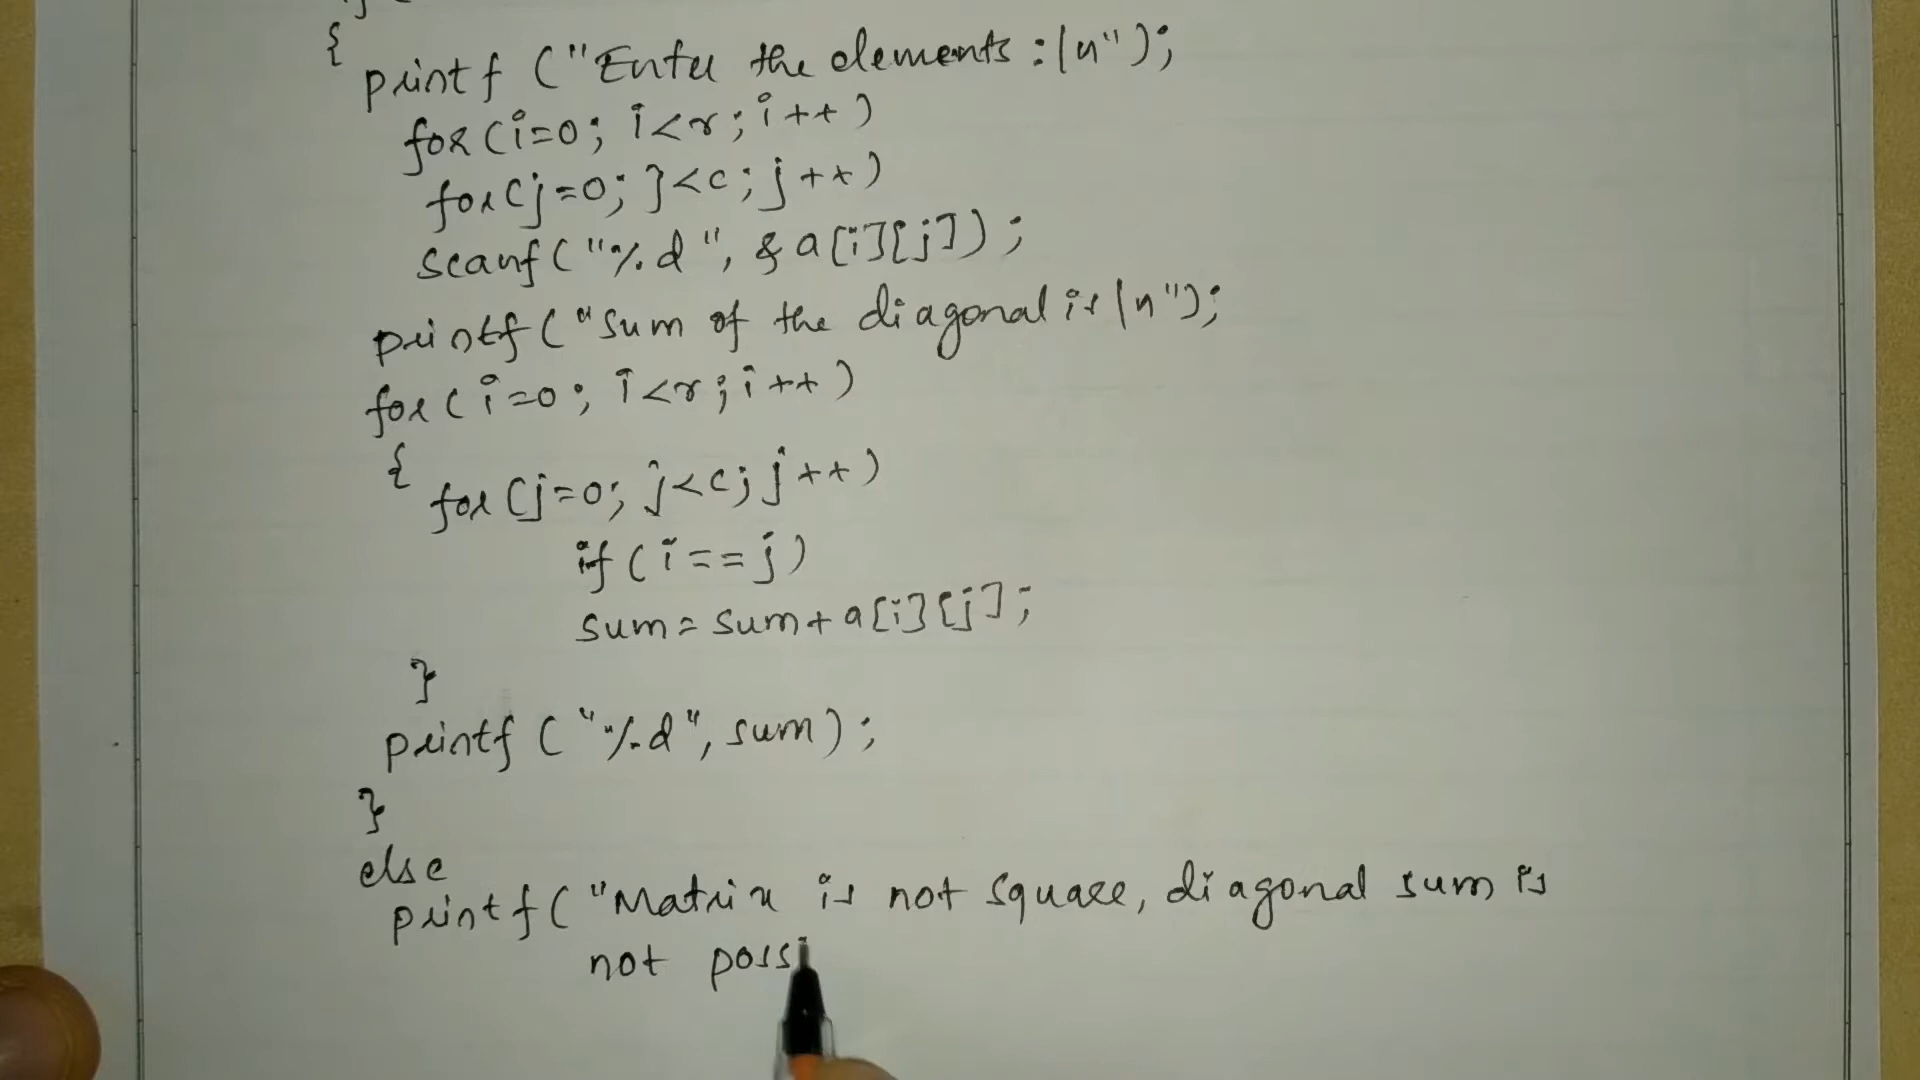 {
printf ("Enter the elements :\n");
for (i=0; i<r; i++)
for (j=0; j<c; j++)
scanf ("%d", &a[i][j]);
printf ("Sum of the diagonal is \n");
for (i=0; i<r; i++)
{
for (j=0; j<c; j++)
if (i==j)
sum = sum + a[i][j];
}
printf ("%d", sum);
}
else
printf ("Matrix is not square, diagonal sum is
not possi